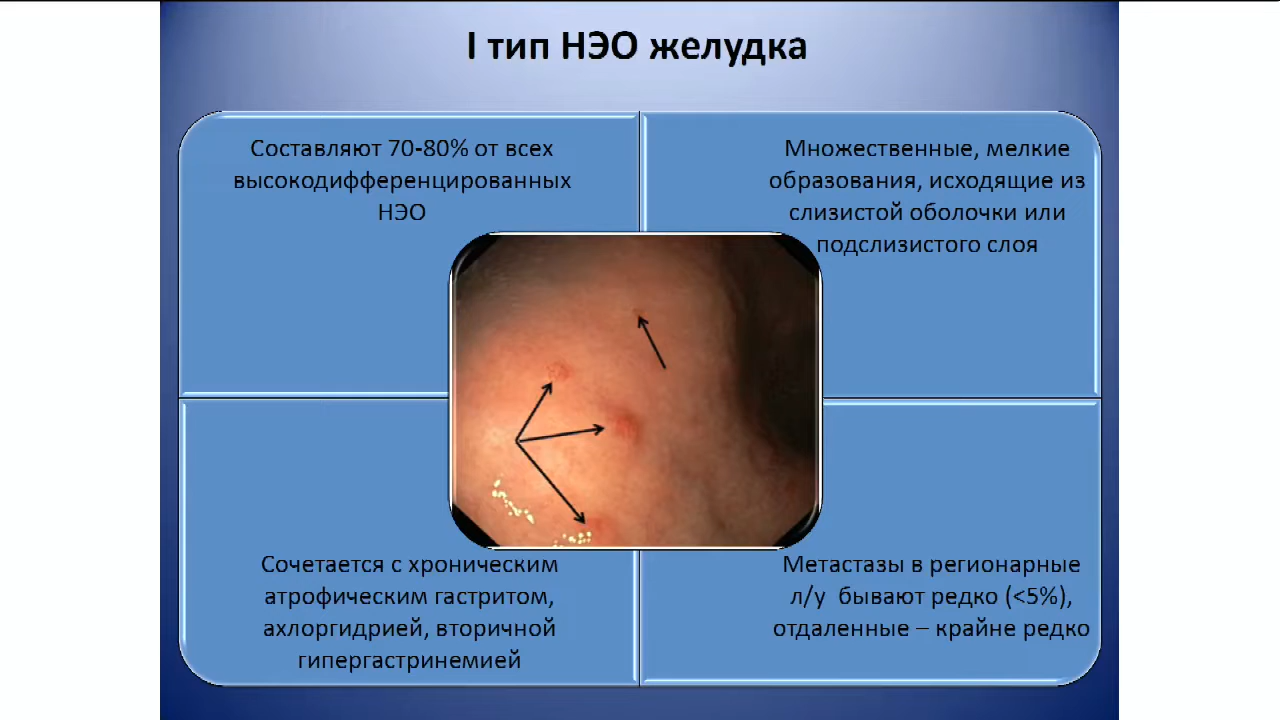 I тип НЭО желудка
Составляют 70-80% от всех
высокодифференцированных
НЭО
Множественные, мелкие
образования, исходящие из
слизистой оболочки или
подслизистого слоя
Сочетается с хроническим
атрофическим гастритом,
ахлоргидрией, вторичной
гипергастринемией
Метастазы в регионарные
л/у бывают редко (<5%),
отдаленные – крайне редко